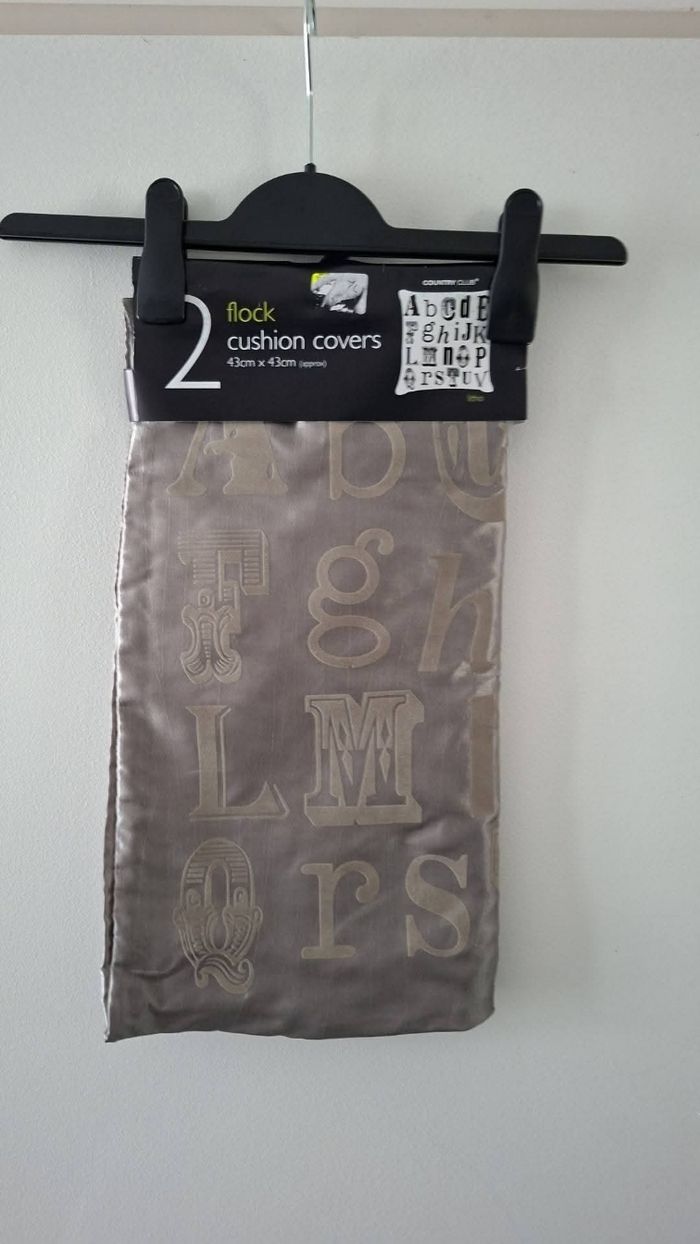 COUNTRY CLUB®
2
flock
cushion covers
43cm x 43cm (approx)
A b C d E
F g h i J K
L M n O P
Q r s T U V
A b
F g h
L M
Q r s